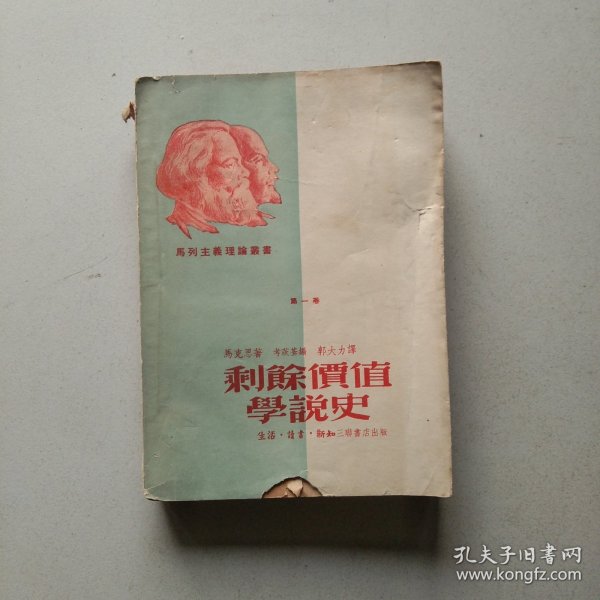 馬列主義理論叢書
第一卷
馬克思著 考茨基編 郭大力譯
剩餘價值
學說史
生活·讀書·新知三聯書店出版
孔夫子旧书网
www.kongfz.com